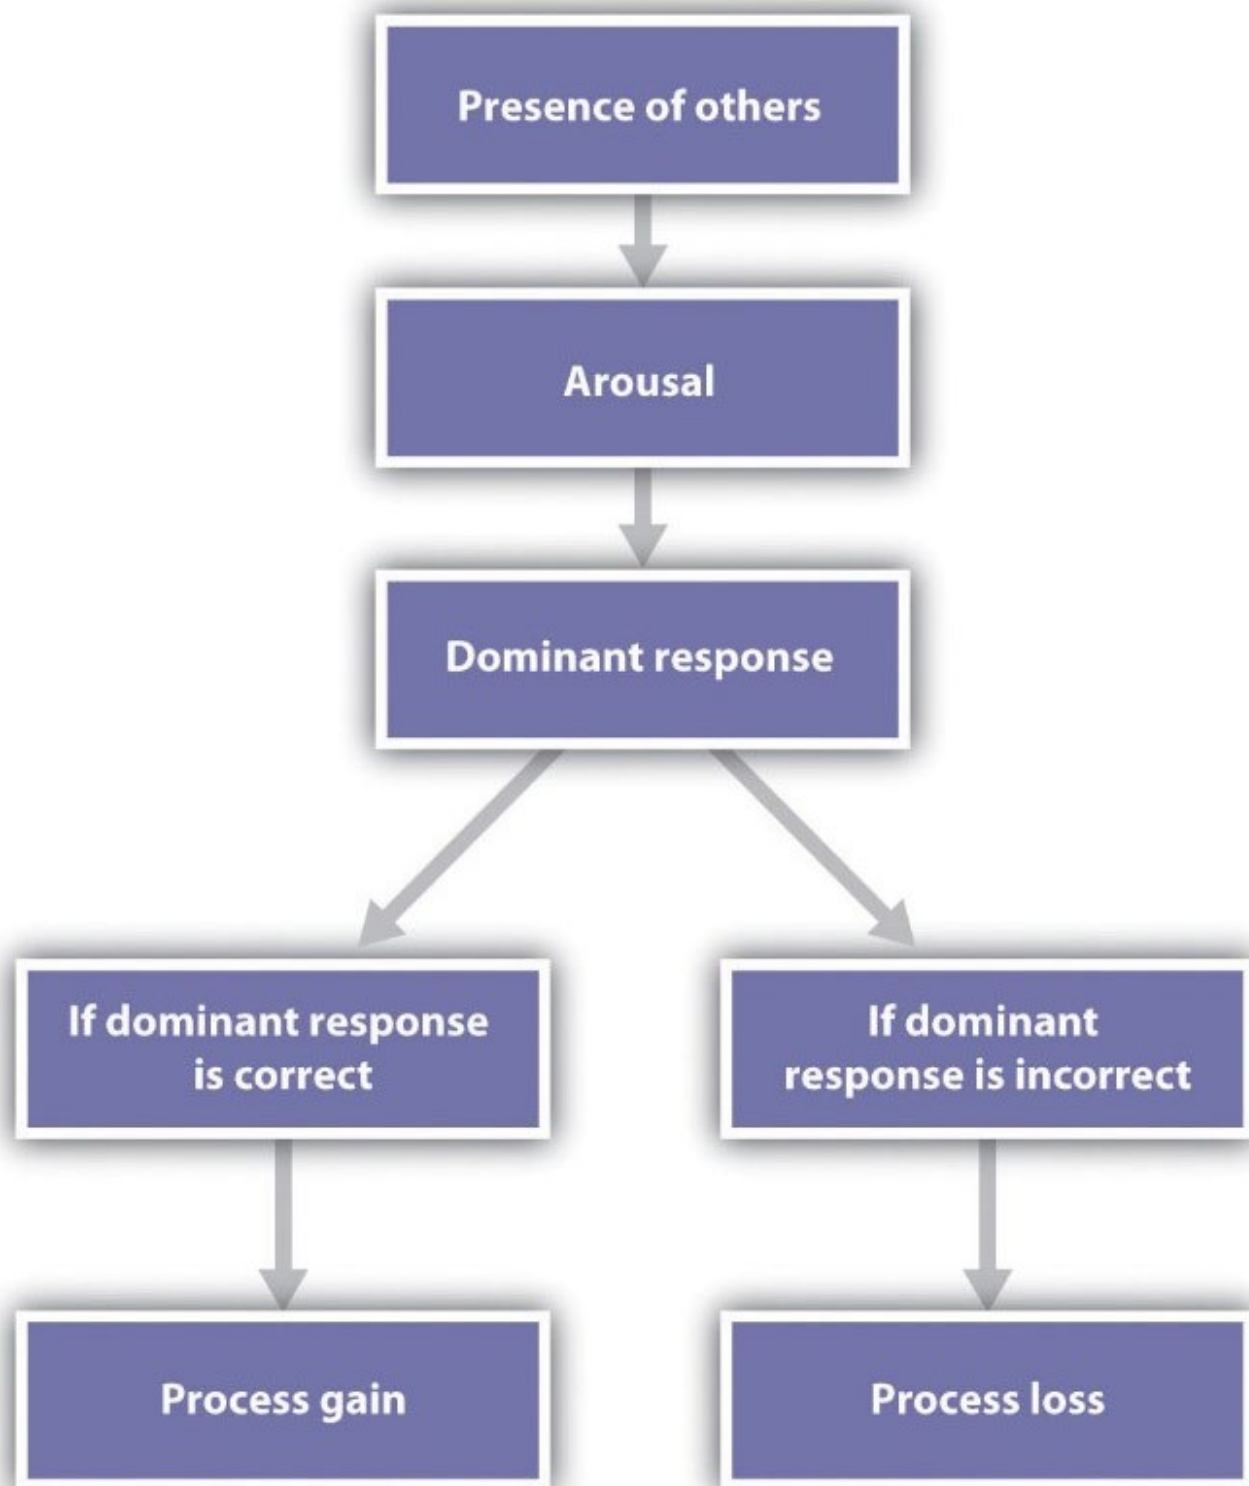 Presence of others
Arousal
Dominant response
If dominant response
is correct
If dominant
response is incorrect
Process gain
Process loss